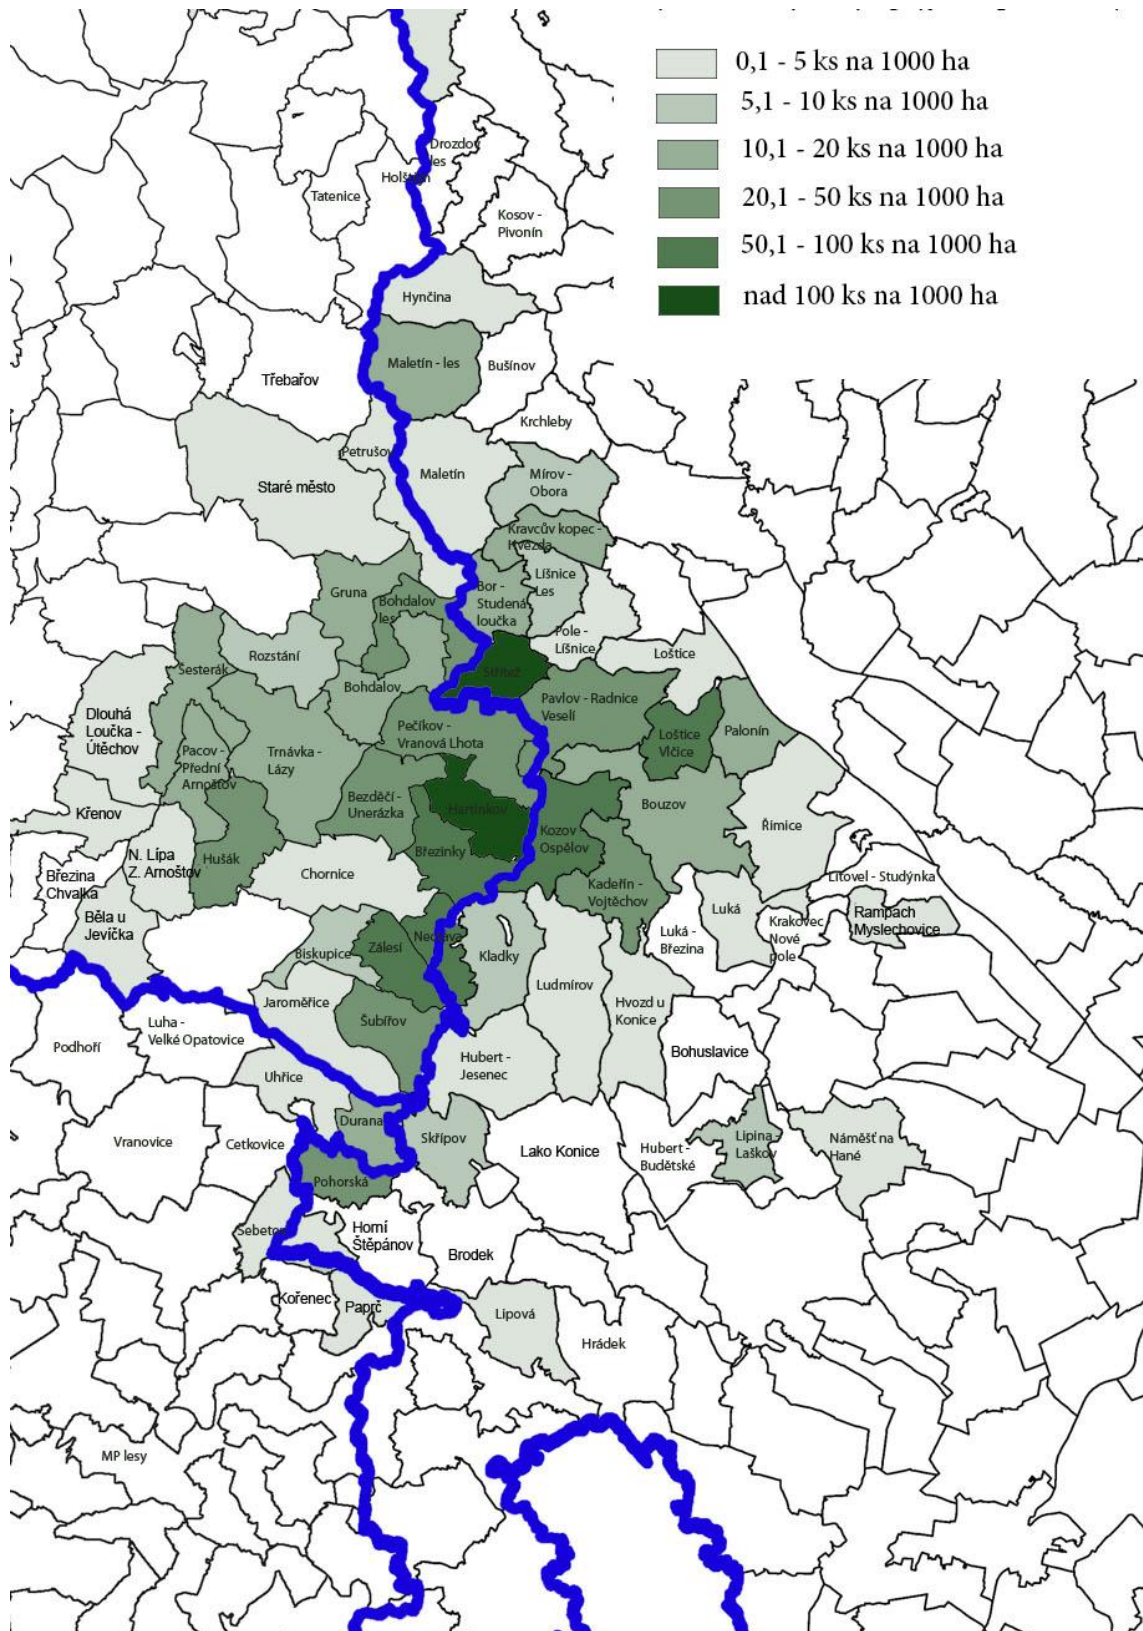 0,1 - 5 ks na 1000 ha
5,1 - 10 ks na 1000 ha
10,1 - 20 ks na 1000 ha
20,1 - 50 ks na 1000 ha
50,1 - 100 ks na 1000 ha
nad 100 ks na 1000 ha
Drozdov
les
Holštejn
Tatenice
Kosov -
Pivonín
Hynčina
Maletín - les
Bušínov
Třebařov
Krchleby
Petrušov
Maletín
Mírov -
Obora
Staré město
Kravcův kopec -
Hvězda
Líšnice
Les
Gruna
Bohdalov
les
Bor -
Studená
loučka
Pole -
Líšnice
Loštice
Sesterák
Rozstání
Střítež
Bohdalov
Pavlov - Radnice
Veselí
Dlouhá
Loučka -
Útěchov
Pečíkov -
Vranová Lhota
Loštice
Vlčice
Palonín
Pacov -
Přední
Arnoštov
Trnávka -
Lázy
Bezděčí -
Unerázka
Hartinkov
Bouzov
Křenov
Římice
Kozov -
Ospělov
Březinky
N. Lípa
Z. Arnoštov
Hušák
Chornice
Březina
Chvalka
Litovel - Studýnka
Kadeřín -
Vojtěchov
Běla u
Jevíčka
Luká
Krakovec
Nové
pole
Rampach
Myslechovice
Luká -
Březina
Zálesí
Nectava
Biskupice
Kladky
Ludmírov
Jaroměřice
Hvozd u
Konice
Šubířov
Luha -
Velké Opatovice
Podhoří
Bohuslavice
Hubert -
Jesenec
Uhřice
Durana
Skřípov
Vranovice
Cetkovice
Lako Konice
Hubert -
Budětské
Lipina -
Laškov
Náměšť na
Hané
Pohorská
Sebetov
Horní
Štěpánov
Brodek
Kořenec
Paprč
Lipová
Hrádek
MP lesy